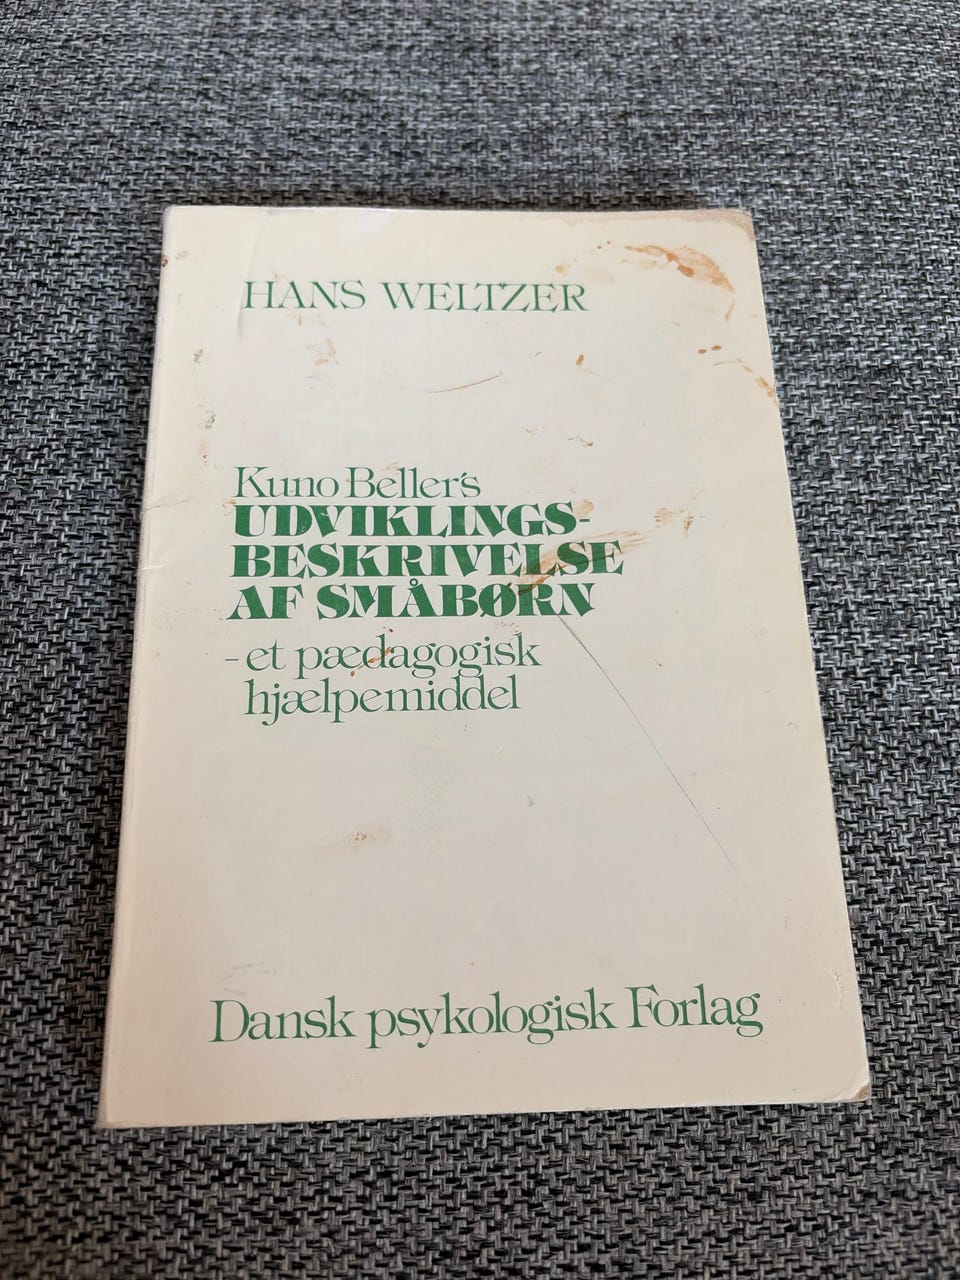 HANS WELTZER
Kuno Beller's
UDVIKLINGS-
BESKRIVELSE
AF SMÅBØRN
- et pædagogisk
hjælpemiddel
Dansk psykologisk Forlag